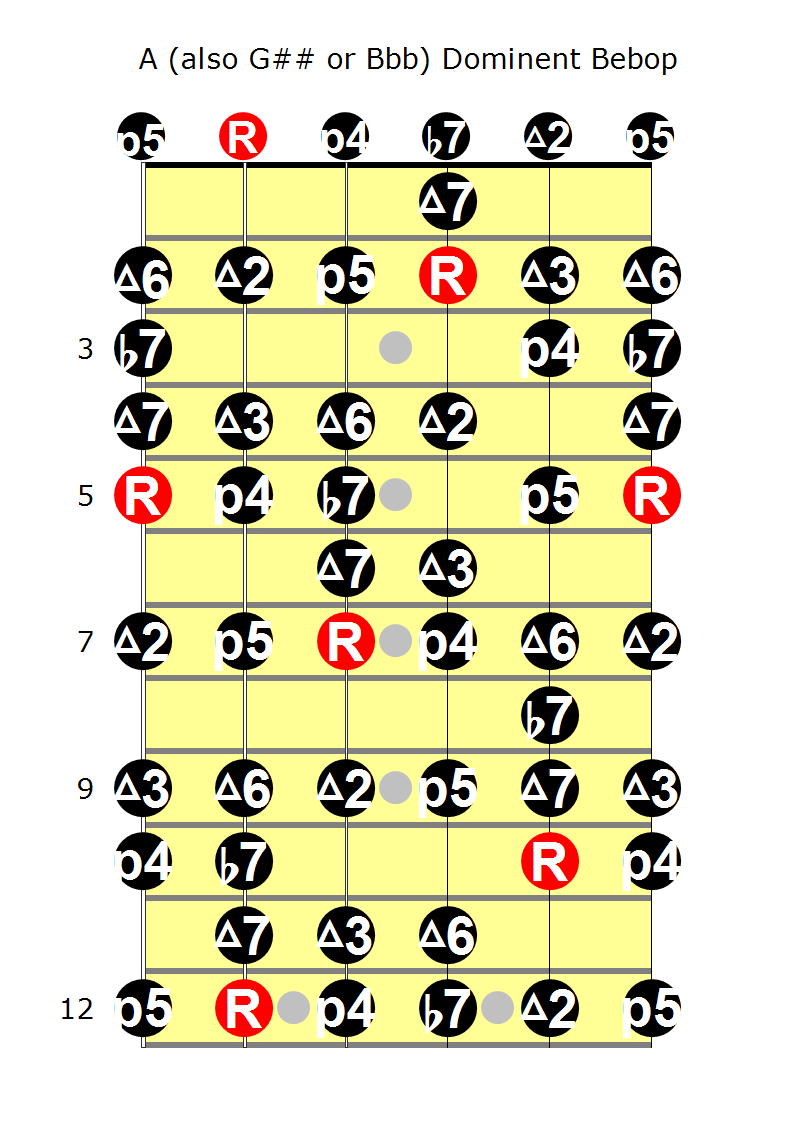 A (also G## or Bbb) Dominent Bebop
p5 R p4 ♭7 Δ2 p5
Δ7
Δ6 Δ2 p5 R Δ3 Δ6
3 ♭7 p4 ♭7
Δ7 Δ3 Δ6 Δ2 Δ7
5 R p4 ♭7 p5 R
Δ7 Δ3
7 Δ2 p5 R p4 Δ6 Δ2
♭7
9 Δ3 Δ6 Δ2 p5 Δ7 Δ3
p4 ♭7 R p4
Δ7 Δ3 Δ6
12 p5 R p4 ♭7 Δ2 p5